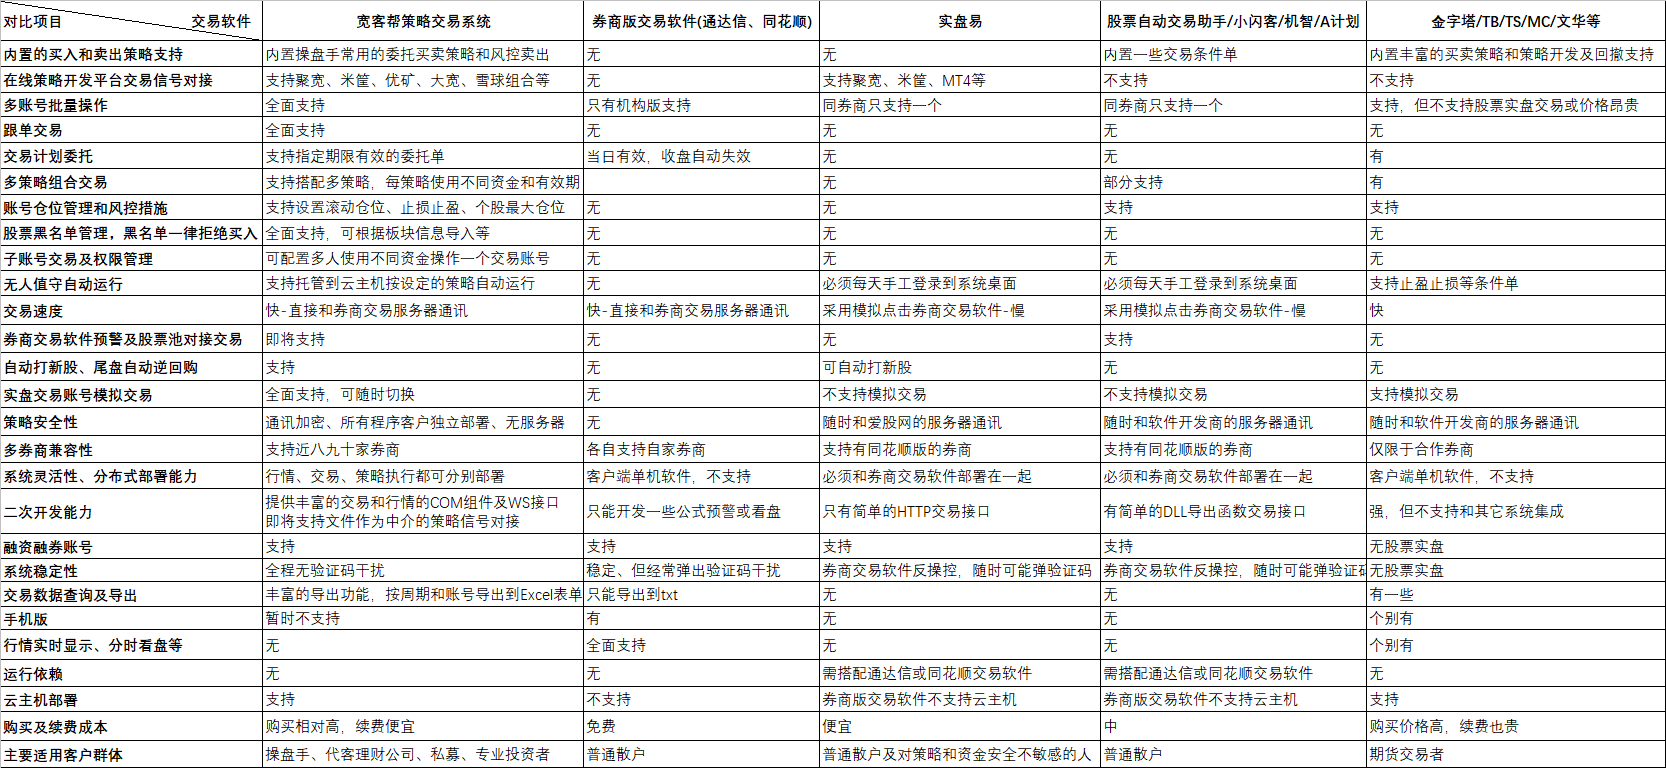 对比项目 交易软件 宽客帮策略交易系统 券商版交易软件(通达信、同花顺) 实盘易 股票自动交易助手/小闪客/机智/A计划 金字塔/TB/TS/MC/文华等
内置的买入和卖出策略支持 内置操盘手常用的委托买卖策略和风控卖出 无 无 内置一些交易条件单 内置丰富的买卖策略和策略开发及回撤支持
在线策略开发平台交易信号对接 支持聚宽、米筐、优矿、大宽、雪球组合等 无 支持聚宽、米筐、MT4等 不支持 不支持
多账号批量操作 全面支持 只有机构版支持 同券商只支持一个 同券商只支持一个 支持，但不支持股票实盘交易或价格昂贵
跟单交易 全面支持 无 无 无 无
交易计划委托 支持指定期限有效的委托单 当日有效，收盘自动失效 无 无 有
多策略组合交易 支持搭配多策略，每策略使用不同资金和有效期 无 部分支持 有
账号仓位管理和风控措施 支持设置滚动仓位、止损止盈、个股最大仓位 无 无 支持 支持
股票黑名单管理，黑名单一律拒绝买入 全面支持，可根据板块信息导入等 无 无 无 无
子账号交易及权限管理 可配置多人使用不同资金操作一个交易账号 无 无 无 无
无人值守自动运行 支持托管到云主机按设定的策略自动运行 无 必须每天手工登录到系统桌面 必须每天手工登录到系统桌面 支持止盈止损等条件单
交易速度 快-直接和券商交易服务器通讯 快-直接和券商交易服务器通讯 采用模拟点击券商交易软件-慢 采用模拟点击券商交易软件-慢 快
券商交易软件预警及股票池对接交易 即将支持 无 无 支持 无
自动打新股、尾盘自动逆回购 支持 无 可自动打新股 无 无
实盘交易账号模拟交易 全面支持，可随时切换 无 不支持模拟交易 不支持模拟交易 支持模拟交易
策略安全性 通讯加密、所有程序客户独立部署、无服务器 无 随时和爱股网的服务器通讯 随时和软件开发商的服务器通讯 随时和软件开发商的服务器通讯
多券商兼容性 支持近八九十家券商 各自支持自家券商 支持有同花顺版的券商 支持有同花顺版的券商 仅限于合作券商
系统灵活性、分布式部署能力 行情、交易、策略执行都可分别部署 客户端单机软件，不支持 必须和券商交易软件部署在一起 必须和券商交易软件部署在一起 客户端单机软件，不支持
二次开发能力 提供丰富的交易和行情的COM组件及WS接口
即将支持文件作为中介的策略信号对接 只能开发一些公式预警或看盘 只有简单的HTTP交易接口 有简单的DLL导出函数交易接口 强，但不支持和其它系统集成
融资融券账号 支持 支持 支持 支持 无股票实盘
系统稳定性 全程无验证码干扰 稳定、但经常弹出验证码干扰 券商交易软件反操控，随时可能弹验证码 券商交易软件反操控，随时可能弹验证码 无股票实盘
交易数据查询及导出 丰富的导出功能，按周期和账号导出到Excel表单 只能导出到txt 无 无 有一些
手机版 暂时不支持 有 无 无 个别有
行情实时显示、分时看盘等 无 全面支持 无 无 个别有
运行依赖 无 无 需搭配通达信或同花顺交易软件 需搭配通达信或同花顺交易软件 无
云主机部署 支持 不支持 券商版交易软件不支持云主机 券商版交易软件不支持云主机 支持
购买及续费成本 购买相对高，续费便宜 免费 便宜 中 购买价格高，续费也贵
主要适用客户群体 操盘手、代客理财公司、私募、专业投资者 普通散户 普通散户及对策略和资金安全不敏感的人 普通散户 期货交易者